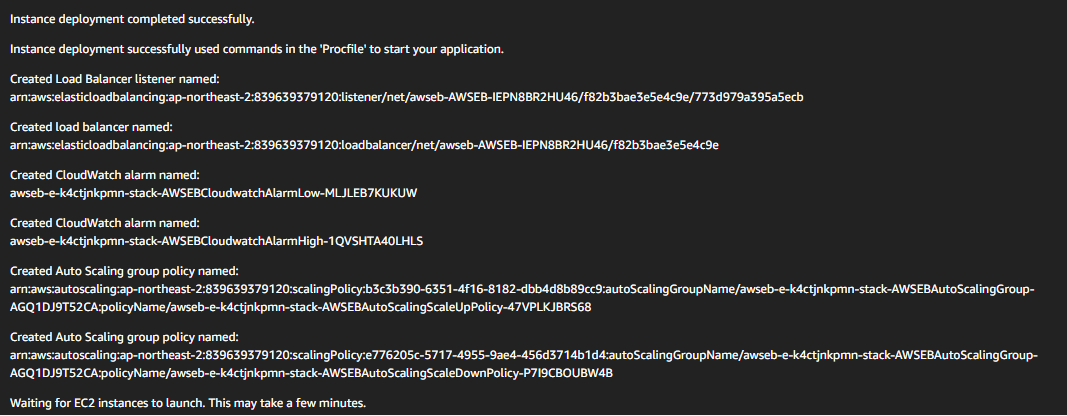 Instance deployment completed successfully.
Instance deployment successfully used commands in the 'Procfile' to start your application.
Created Load Balancer listener named:
arn:aws:elasticloadbalancing:ap-northeast-2:839639379120:listener/net/awseb-AWSEB-IEPN8BR2HU46/f82b3bae3e5e4c9e/773d979a395a5ecb
Created load balancer named:
arn:aws:elasticloadbalancing:ap-northeast-2:839639379120:loadbalancer/net/awseb-AWSEB-IEPN8BR2HU46/f82b3bae3e5e4c9e
Created CloudWatch alarm named:
awseb-e-k4ctjnkpmn-stack-AWSEBCloudwatchAlarmLow-MLJLEB7KUKUW
Created CloudWatch alarm named:
awseb-e-k4ctjnkpmn-stack-AWSEBCloudwatchAlarmHigh-1QVSHTA40LHLS
Created Auto Scaling group policy named:
arn:aws:autoscaling:ap-northeast-2:839639379120:scalingPolicy:b3c3b390-6351-4f16-8182-dbb4d8b89cc9:autoScalingGroupName/awseb-e-k4ctjnkpmn-stack-AWSEBAutoScalingGroup-
AGQ1DJ9T52CA:policyName/awseb-e-k4ctjnkpmn-stack-AWSEBAutoScalingScaleUpPolicy-47VPLKJBRS68
Created Auto Scaling group policy named:
arn:aws:autoscaling:ap-northeast-2:839639379120:scalingPolicy:e776205c-5717-4955-9ae4-456d3714b1d4:autoScalingGroupName/awseb-e-k4ctjnkpmn-stack-AWSEBAutoScalingGroup-
AGQ1DJ9T52CA:policyName/awseb-e-k4ctjnkpmn-stack-AWSEBAutoScalingScaleDownPolicy-P7I9CBOUBW4B
Waiting for EC2 instances to launch. This may take a few minutes.